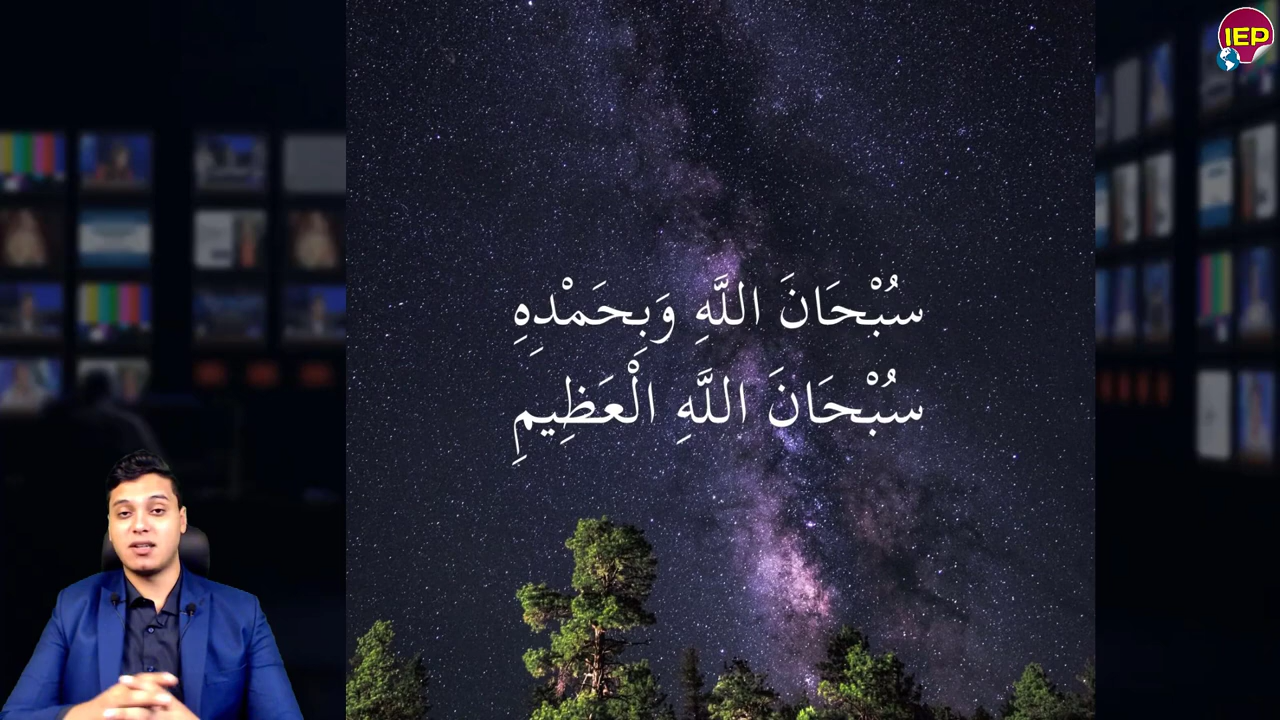 سُبْحَانَ اللَّهِ وَبِحَمْدِهِ
سُبْحَانَ اللَّهِ الْعَظِيمِ
IEP